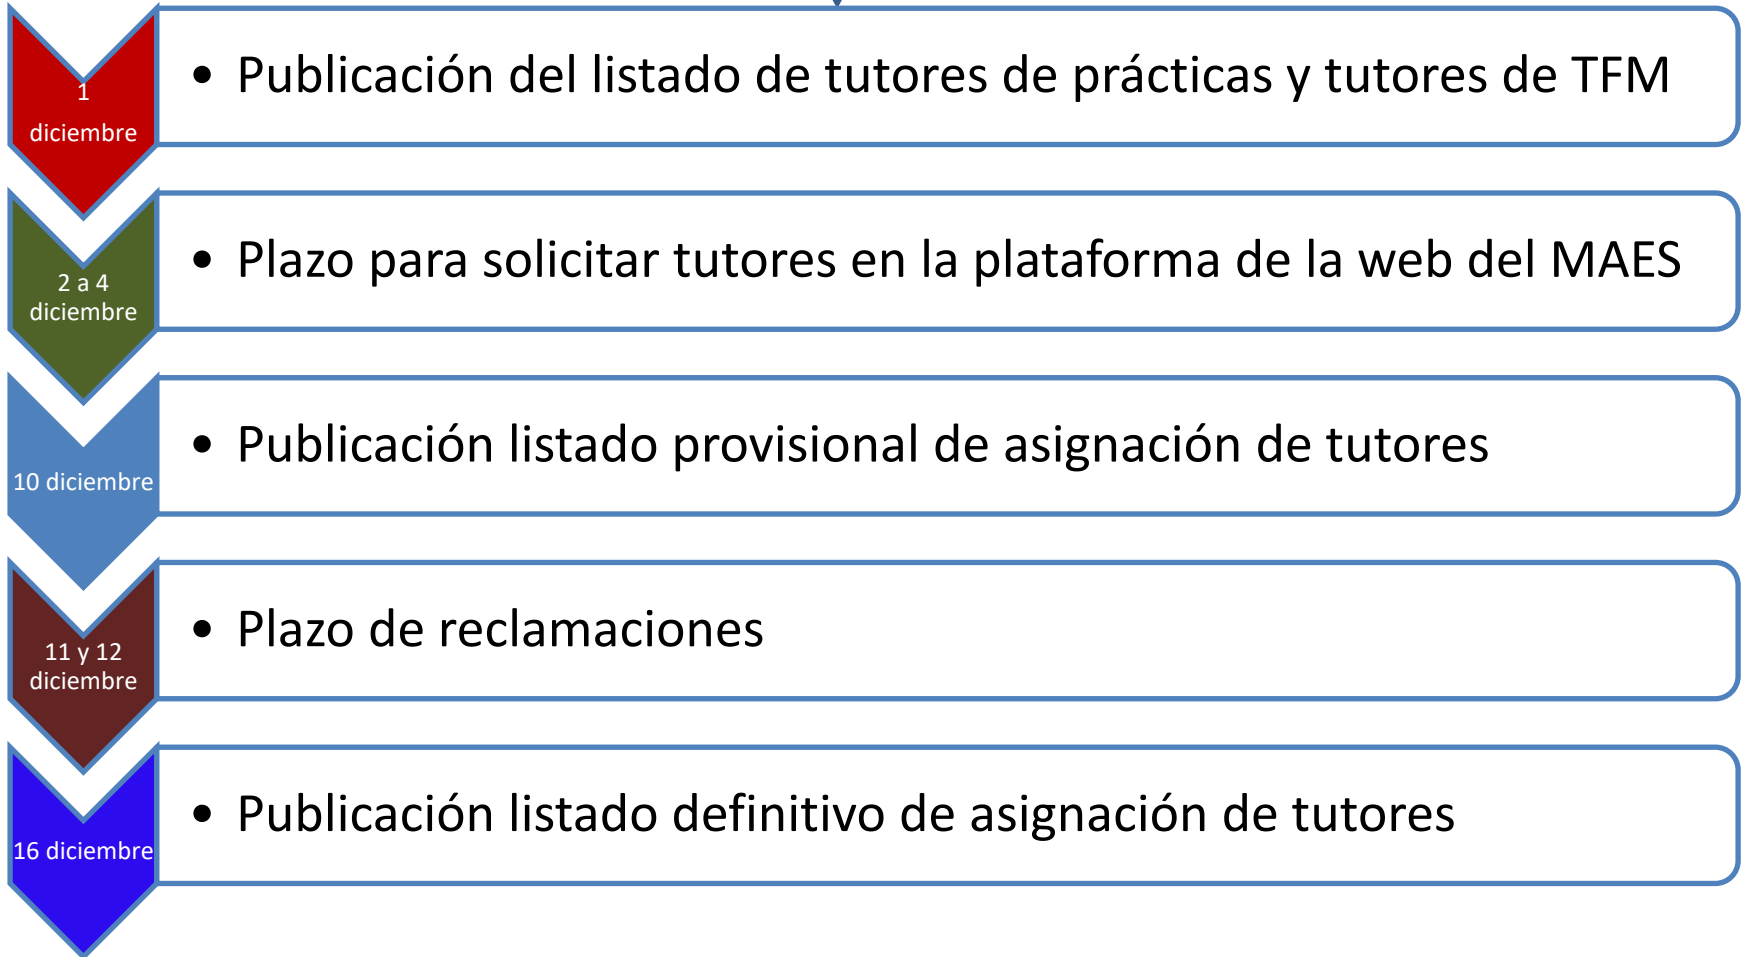 1
diciembre
• Publicación del listado de tutores de prácticas y tutores de TFM
2 a 4
diciembre
• Plazo para solicitar tutores en la plataforma de la web del MAES
10 diciembre
• Publicación listado provisional de asignación de tutores
11 y 12
diciembre
• Plazo de reclamaciones
16 diciembre
• Publicación listado definitivo de asignación de tutores